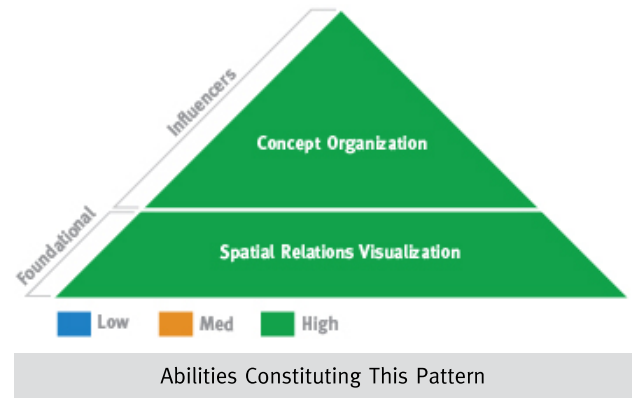 Influencers
Concept Organization
Foundational
Spatial Relations Visualization
Low Med High
Abilities Constituting This Pattern